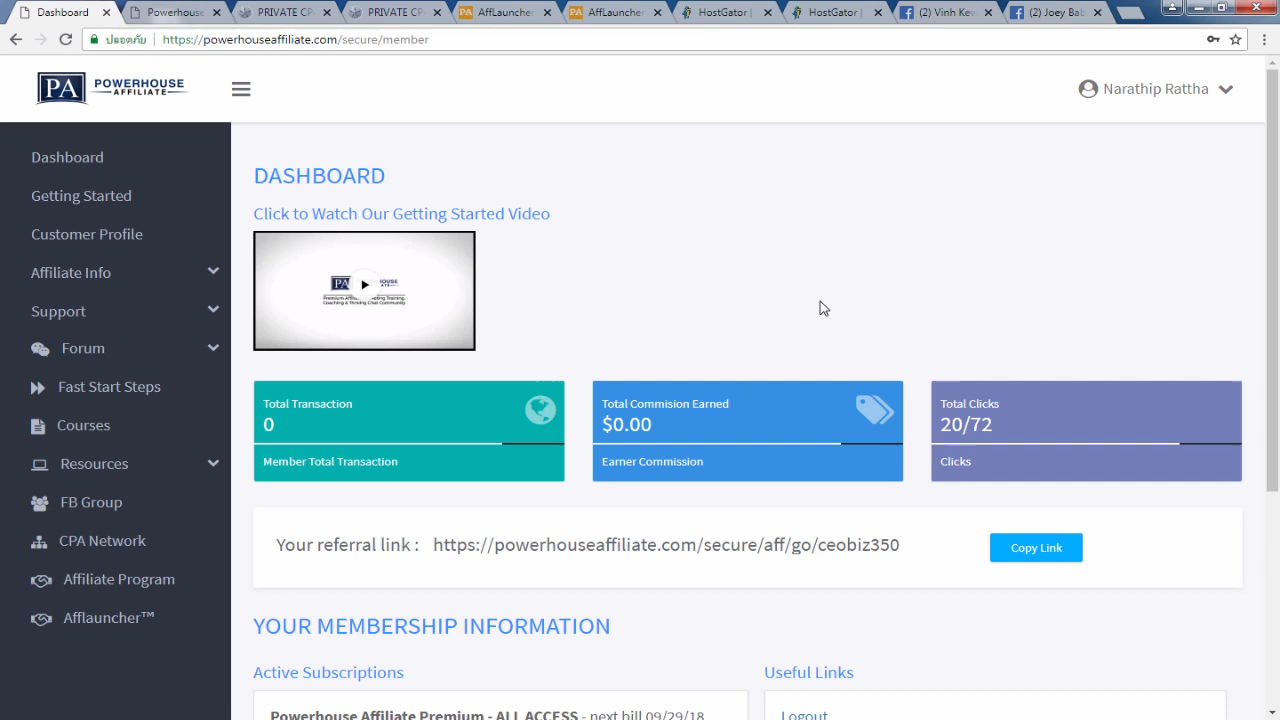 Dashboard
Powerhouse
PRIVATE CP
PRIVATE CP
AffLauncher
AffLauncher
HostGator |
HostGator |
(2) Vinh Kev
(2) Joey Bab
ปลอดภัย
https://powerhouseaffiliate.com/secure/member
PA POWERHOUSE
AFFILIATE
Narathip Rattha
Dashboard
Getting Started
Customer Profile
Affiliate Info
Support
Forum
Fast Start Steps
Courses
Resources
FB Group
CPA Network
Affiliate Program
Afflauncher™
DASHBOARD
Click to Watch Our Getting Started Video
Total Transaction
0
Member Total Transaction
Total Commision Earned
$0.00
Earner Commission
Total Clicks
20/72
Clicks
Your referral link : https://powerhouseaffiliate.com/secure/aff/go/ceobiz350
Copy Link
YOUR MEMBERSHIP INFORMATION
Active Subscriptions
Powerhouse Affiliate Premium - ALL ACCESS - next bill 09/29/18
Useful Links
Logout